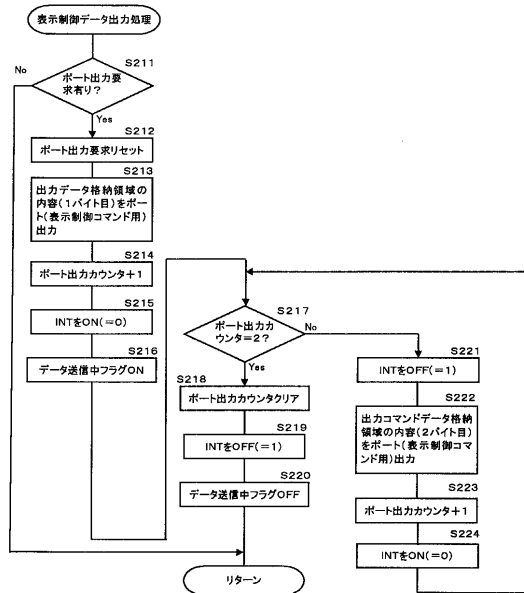 表示制御データ出力処理
S211
No
ポート出力要
求有り?
Yes
S212
ポート出力要求リセット
S213
出力データ格納領域の
内容(1バイト目)をポー
ト(表示制御コマンド用)
出力
S214
ポート出力カウンタ+1
S215
INTをON(=0)
S216
データ送信中フラグON
S217
ポート出力カ
ウンタ=2?
No
Yes
S218
ポート出力カウンタクリア
S219
INTをOFF(=1)
S220
データ送信中フラグOFF
リターン
S221
INTをOFF(=1)
S222
出力コマンドデータ格納
領域の内容(2バイト目)
をポート(表示制御コマ
ンド用)出力
S223
ポート出力カウンタ+1
S224
INTをON(=0)